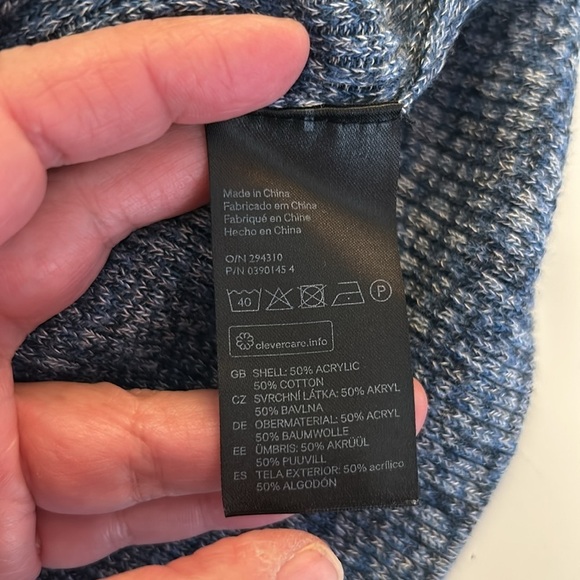 Made in China
Fabricado em China
Fabriqué en Chine
Hecho en China
O/N 294310
P/N 0390145 4
40 P
clevercare.info
GB SHELL: 50% ACRYLIC
50% COTTON
CZ SVRCHNÍ LÁTKA: 50% AKRYL
50% BAVLNA
DE OBERMATERIAL: 50% ACRYL
50% BAUMWOLLE
EE ÜMBRIS: 50% AKRÜÜL
50% PUUVILL
ES TELA EXTERIOR: 50% acrílico
50% ALGODÓN